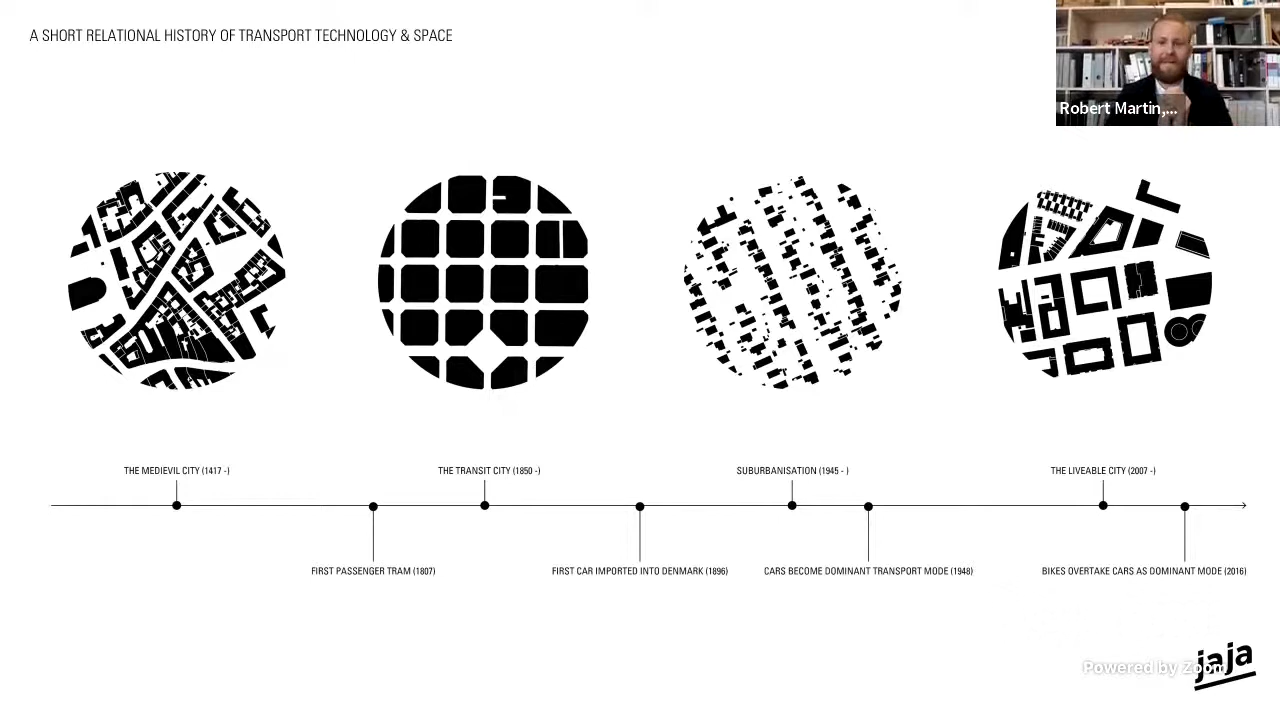 A SHORT RELATIONAL HISTORY OF TRANSPORT TECHNOLOGY & SPACE
Robert Martin,...
THE MEDIEVIL CITY (1417 -)
THE TRANSIT CITY (1850 -)
SUBURBANISATION (1945 - )
THE LIVEABLE CITY (2007 -)
FIRST PASSENGER TRAM (1807)
FIRST CAR IMPORTED INTO DENMARK (1896)
CARS BECOME DOMINANT TRANSPORT MODE (1948)
BIKES OVERTAKE CARS AS DOMINANT MODE (2016)
jaja
Powered by Zoom